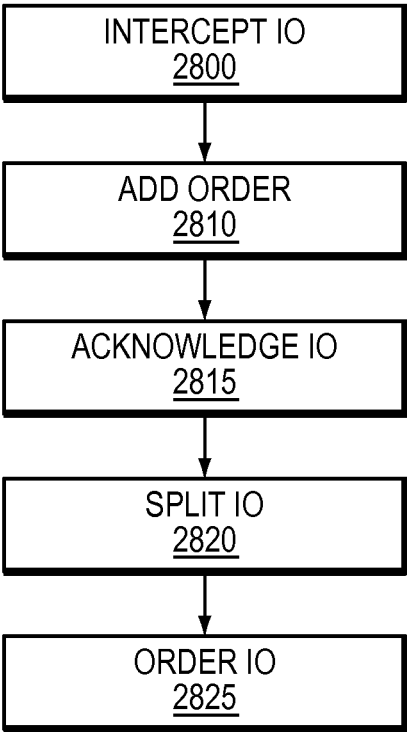 INTERCEPT IO
2800
ADD ORDER
2810
ACKNOWLEDGE IO
2815
SPLIT IO
2820
ORDER IO
2825